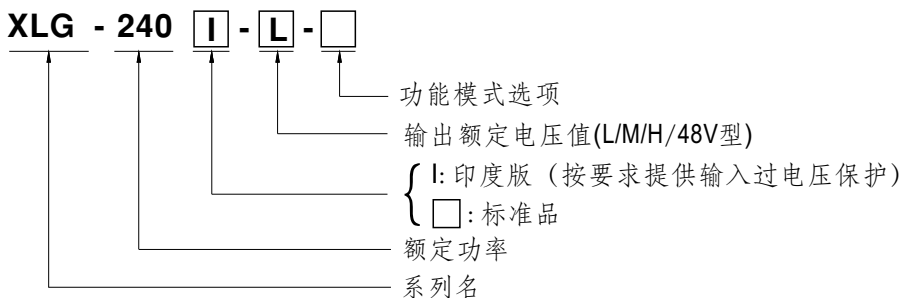 XLG - 240 I - L - □
功能模式选项
输出额定电压值(L/M/H/48V型)
I: 印度版（按要求提供输入过电压保护）
□: 标准品
额定功率
系列名